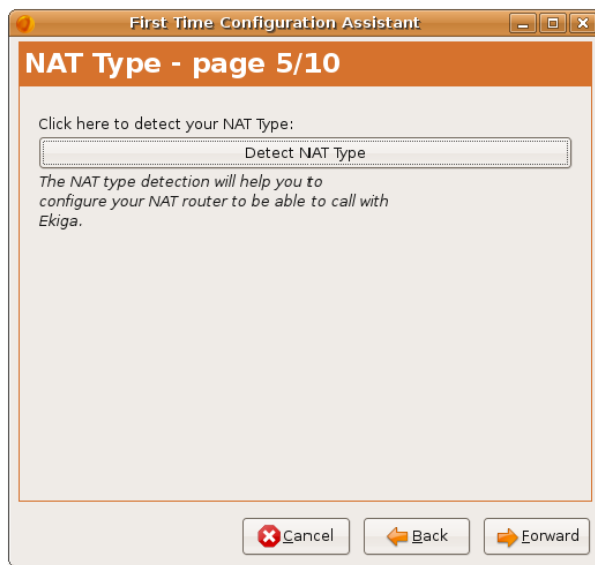 First Time Configuration Assistant
NAT Type - page 5/10
Click here to detect your NAT Type:
Detect NAT Type
The NAT type detection will help you to
configure your NAT router to be able to call with
Ekiga.
Cancel
Back
Forward